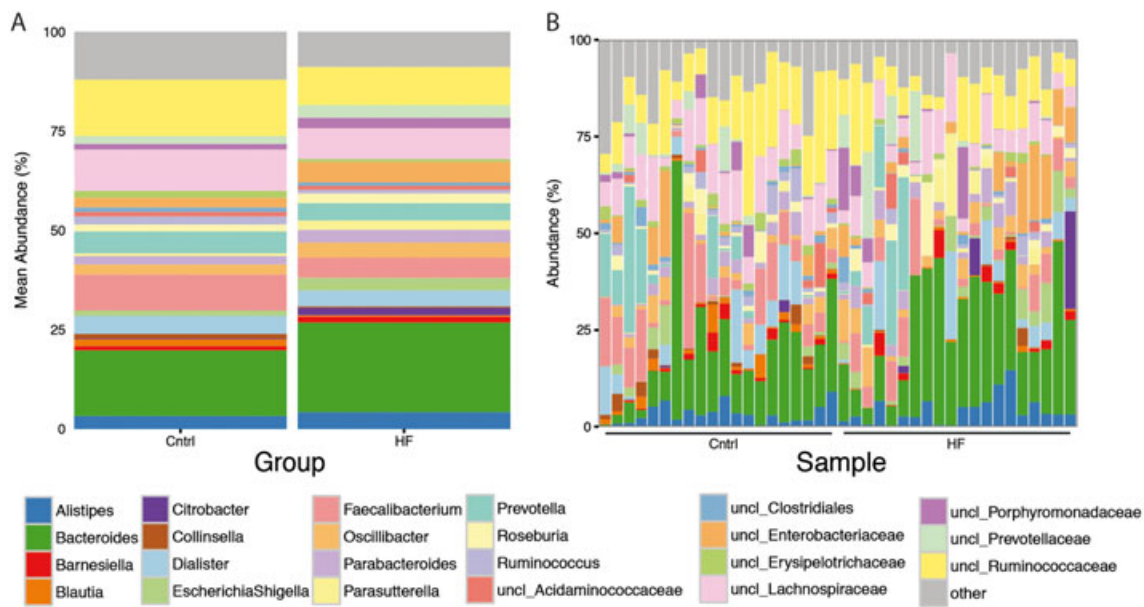 A
B
100
75
50
25
0
Mean Abundance (%)
Cntrl
HF
Group
100
75
50
25
0
Abundance (%)
Cntrl
HF
Sample
Alistipes
Bacteroides
Barnesiella
Blautia
Citrobacter
Collinsella
Dialister
EscherichiaShigella
Faecalibacterium
Oscillibacter
Parabacteroides
Parasutterella
Prevotella
Roseburia
Ruminococcus
uncl_Acidaminococcaceae
uncl_Clostridiales
uncl_Enterobacteriaceae
uncl_Erysipelotrichaceae
uncl_Lachnospiraceae
uncl_Porphyromonadaceae
uncl_Prevotellaceae
uncl_Ruminococcaceae
other